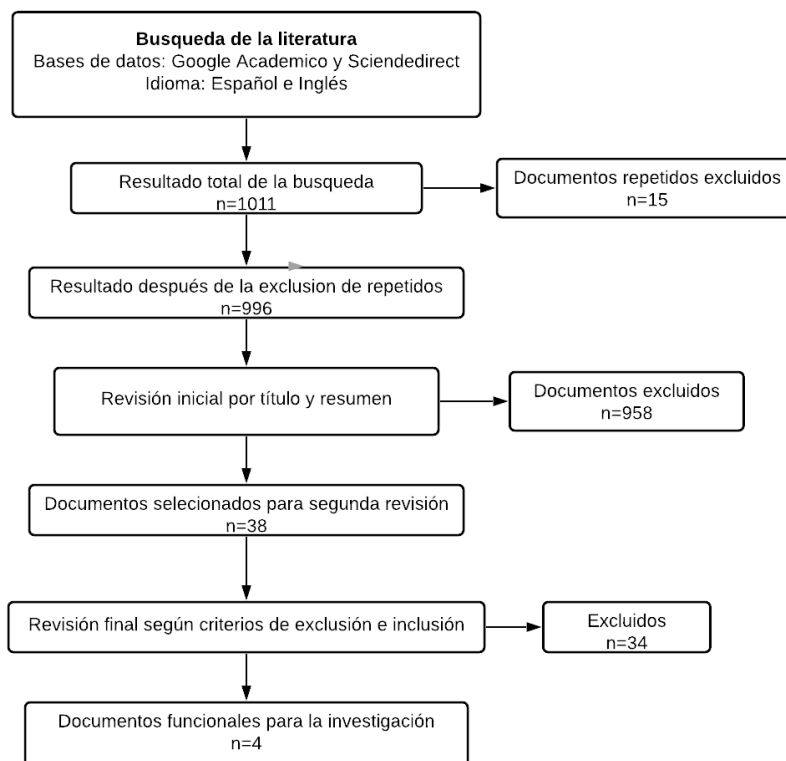 Busqueda de la literatura
Bases de datos: Google Academico y Sciendedirect
Idioma: Español e Inglés
Resultado total de la busqueda
n=1011
Documentos repetidos excluidos
n=15
Resultado después de la exclusion de repetidos
n=996
Revisión inicial por título y resumen
Documentos excluidos
n=958
Documentos selecionados para segunda revisión
n=38
Revisión final según criterios de exclusión e inclusión
Excluidos
n=34
Documentos funcionales para la investigación
n=4